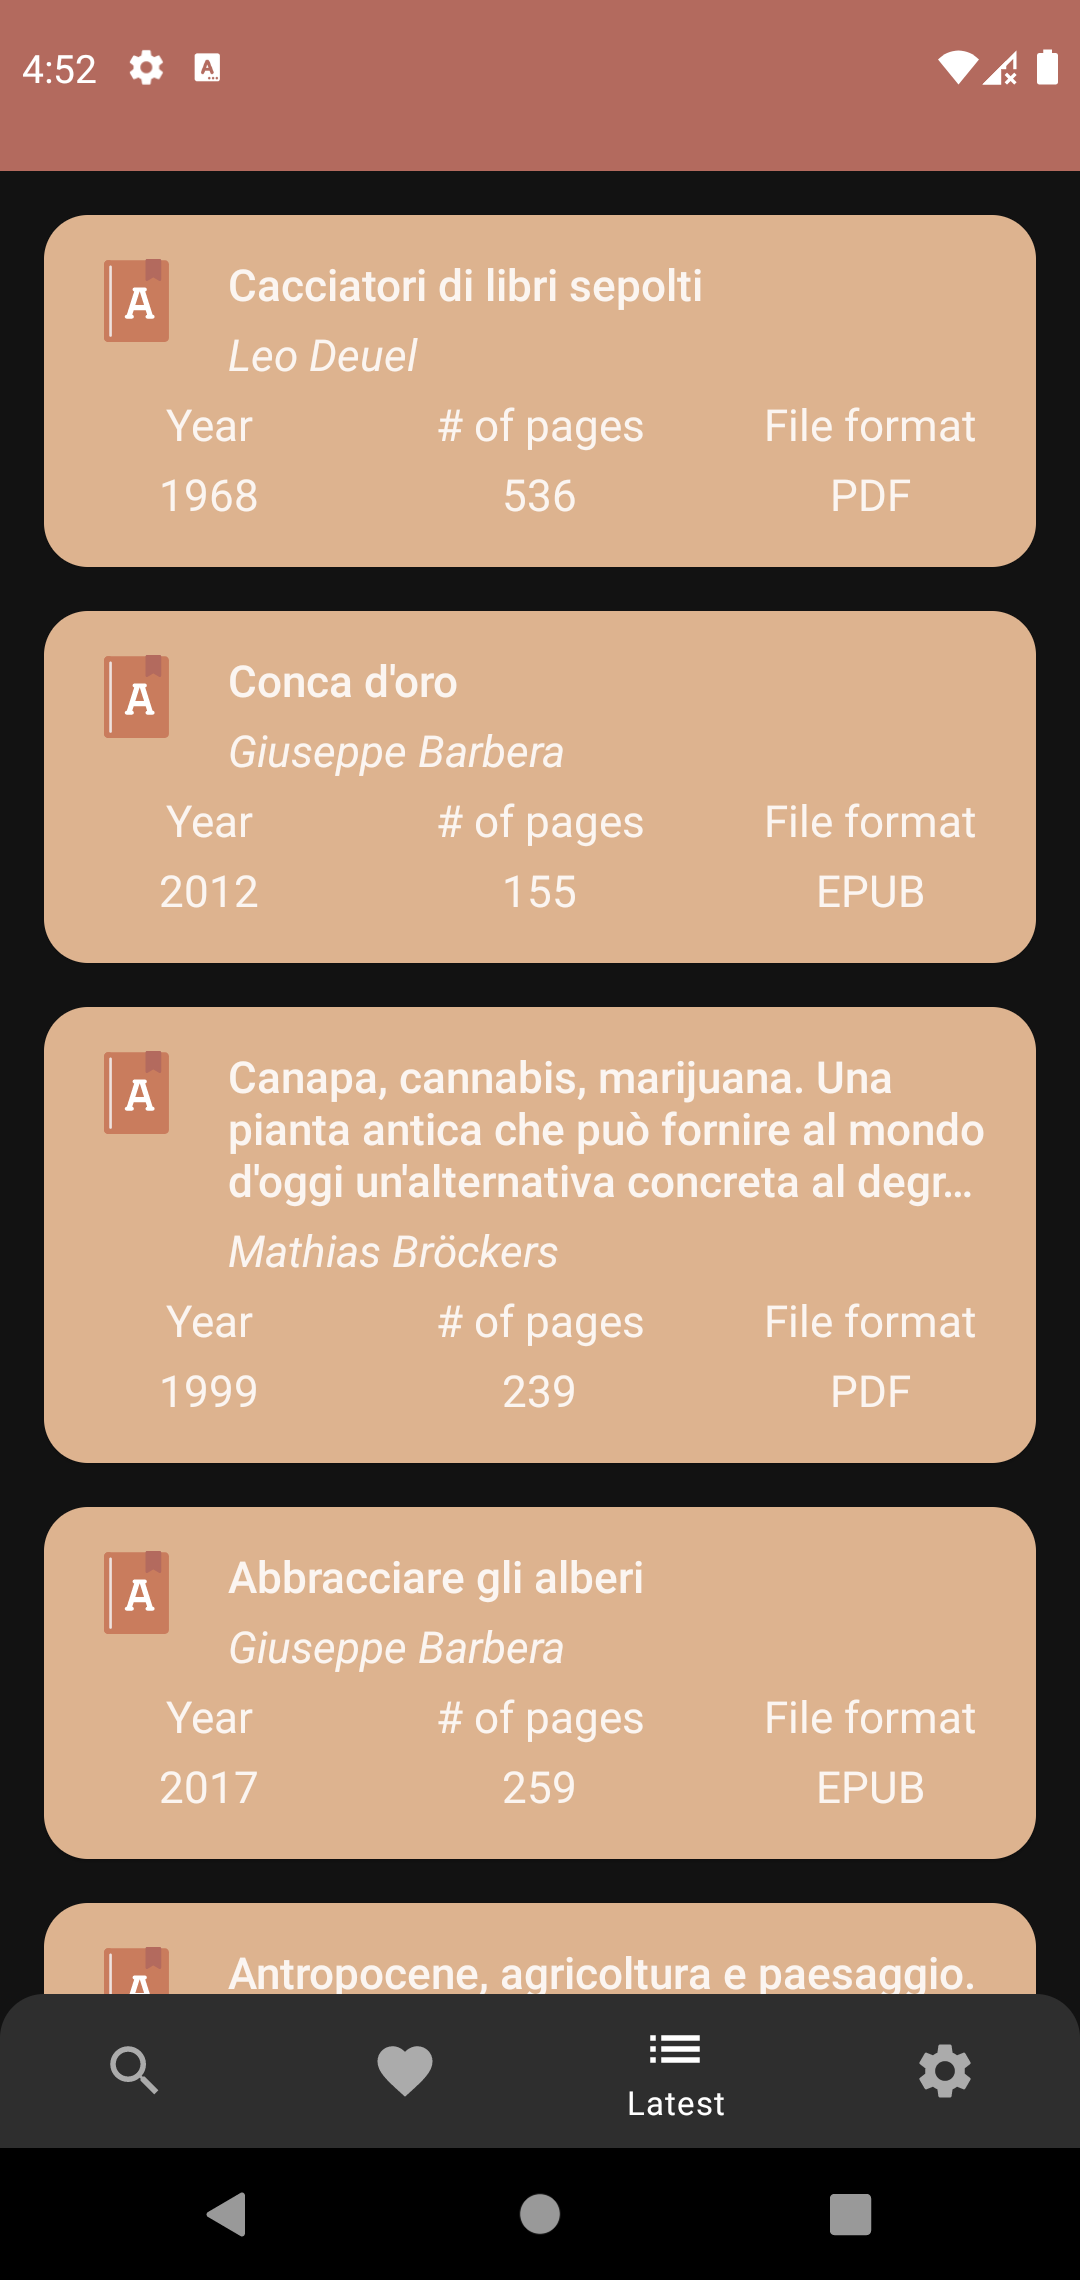 4:52
A
Cacciatori di libri sepolti
Leo Deuel
Year # of pages File format
1968 536 PDF
A
Conca d'oro
Giuseppe Barbera
Year # of pages File format
2012 155 EPUB
A
Canapa, cannabis, marijuana. Una
pianta antica che può fornire al mondo
d'oggi un'alternativa concreta al degr...
Mathias Bröckers
Year # of pages File format
1999 239 PDF
A
Abbracciare gli alberi
Giuseppe Barbera
Year # of pages File format
2017 259 EPUB
A
Antropocene, agricoltura e paesaggio.
Latest